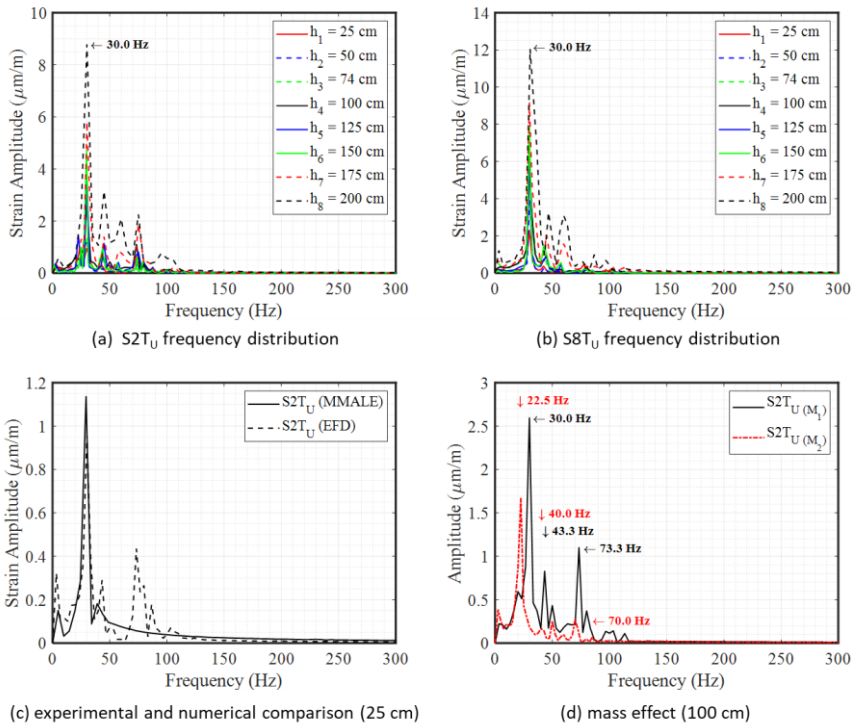 Strain Amplitude (μm/m)
10
8
6
4
2
0
← 30.0 Hz
h1 = 25 cm
h2 = 50 cm
h3 = 74 cm
h4 = 100 cm
h5 = 125 cm
h6 = 150 cm
h7 = 175 cm
h8 = 200 cm
0 50 100 150 200 250 300
Frequency (Hz)
(a) S2TU frequency distribution
Strain Amplitude (μm/m)
14
12
10
8
6
4
2
0
← 30.0 Hz
h1 = 25 cm
h2 = 50 cm
h3 = 74 cm
h4 = 100 cm
h5 = 125 cm
h6 = 150 cm
h7 = 175 cm
h8 = 200 cm
0 50 100 150 200 250 300
Frequency (Hz)
(b) S8TU frequency distribution
Strain Amplitude (μm/m)
1.2
1
0.8
0.6
0.4
0.2
0
S2TU (MMALE)
S2TU (EFD)
0 50 100 150 200 250 300
Frequency (Hz)
(c) experimental and numerical comparison (25 cm)
Amplitude (μm/m)
3
2.5
2
1.5
1
0.5
0
↓ 22.5 Hz
← 30.0 Hz
↓ 40.0 Hz
↓ 43.3 Hz
← 73.3 Hz
← 70.0 Hz
S2TU (M1)
S2TU (M2)
0 50 100 150 200 250 300
Frequency (Hz)
(d) mass effect (100 cm)